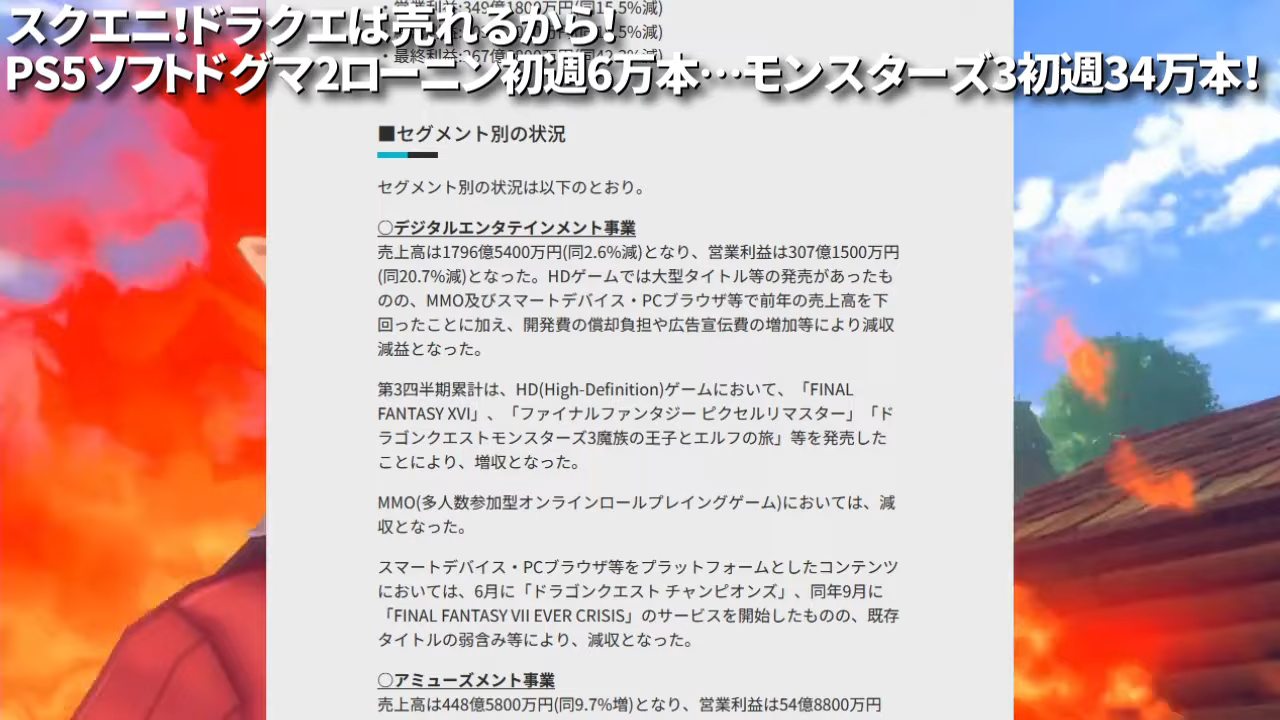 スクエニ!ドラクエは売れるから!
PS5ソフトドグマ2ローニン初週6万本…モンスターズ3初週34万本!
■セグメント別の状況
セグメント別の状況は以下のとおり。
〇デジタルエンタテインメント事業
売上高は1796億5400万円(同2.6%減)となり、営業利益は307億1500万円
(同20.7%減)となった。HDゲームでは大型タイトル等の発売があったも
のの、MMO及びスマートデバイス・PCブラウザ等で前年の売上高を下
回ったことに加え、開発費の償却負担や広告宣伝費の増加等により減収
減益となった。
第3四半期累計は、HD(High-Definition)ゲームにおいて、「FINAL
FANTASY XVI」、「ファイナルファンタジー ピクセルリマスター」「ド
ラゴンクエストモンスターズ3魔族の王子とエルフの旅」等を発売した
ことにより、増収となった。
MMO(多人数参加型オンラインロールプレイングゲーム)においては、減
収となった。
スマートデバイス・PCブラウザ等をプラットフォームとしたコンテンツ
においては、6月に「ドラゴンクエスト チャンピオンズ」、同年9月に
「FINAL FANTASY VII EVER CRISIS」のサービスを開始したものの、既存
タイトルの弱含み等により、減収となった。
〇アミューズメント事業
売上高は448億5800万円(同9.7%増)となり、営業利益は54億8800万円